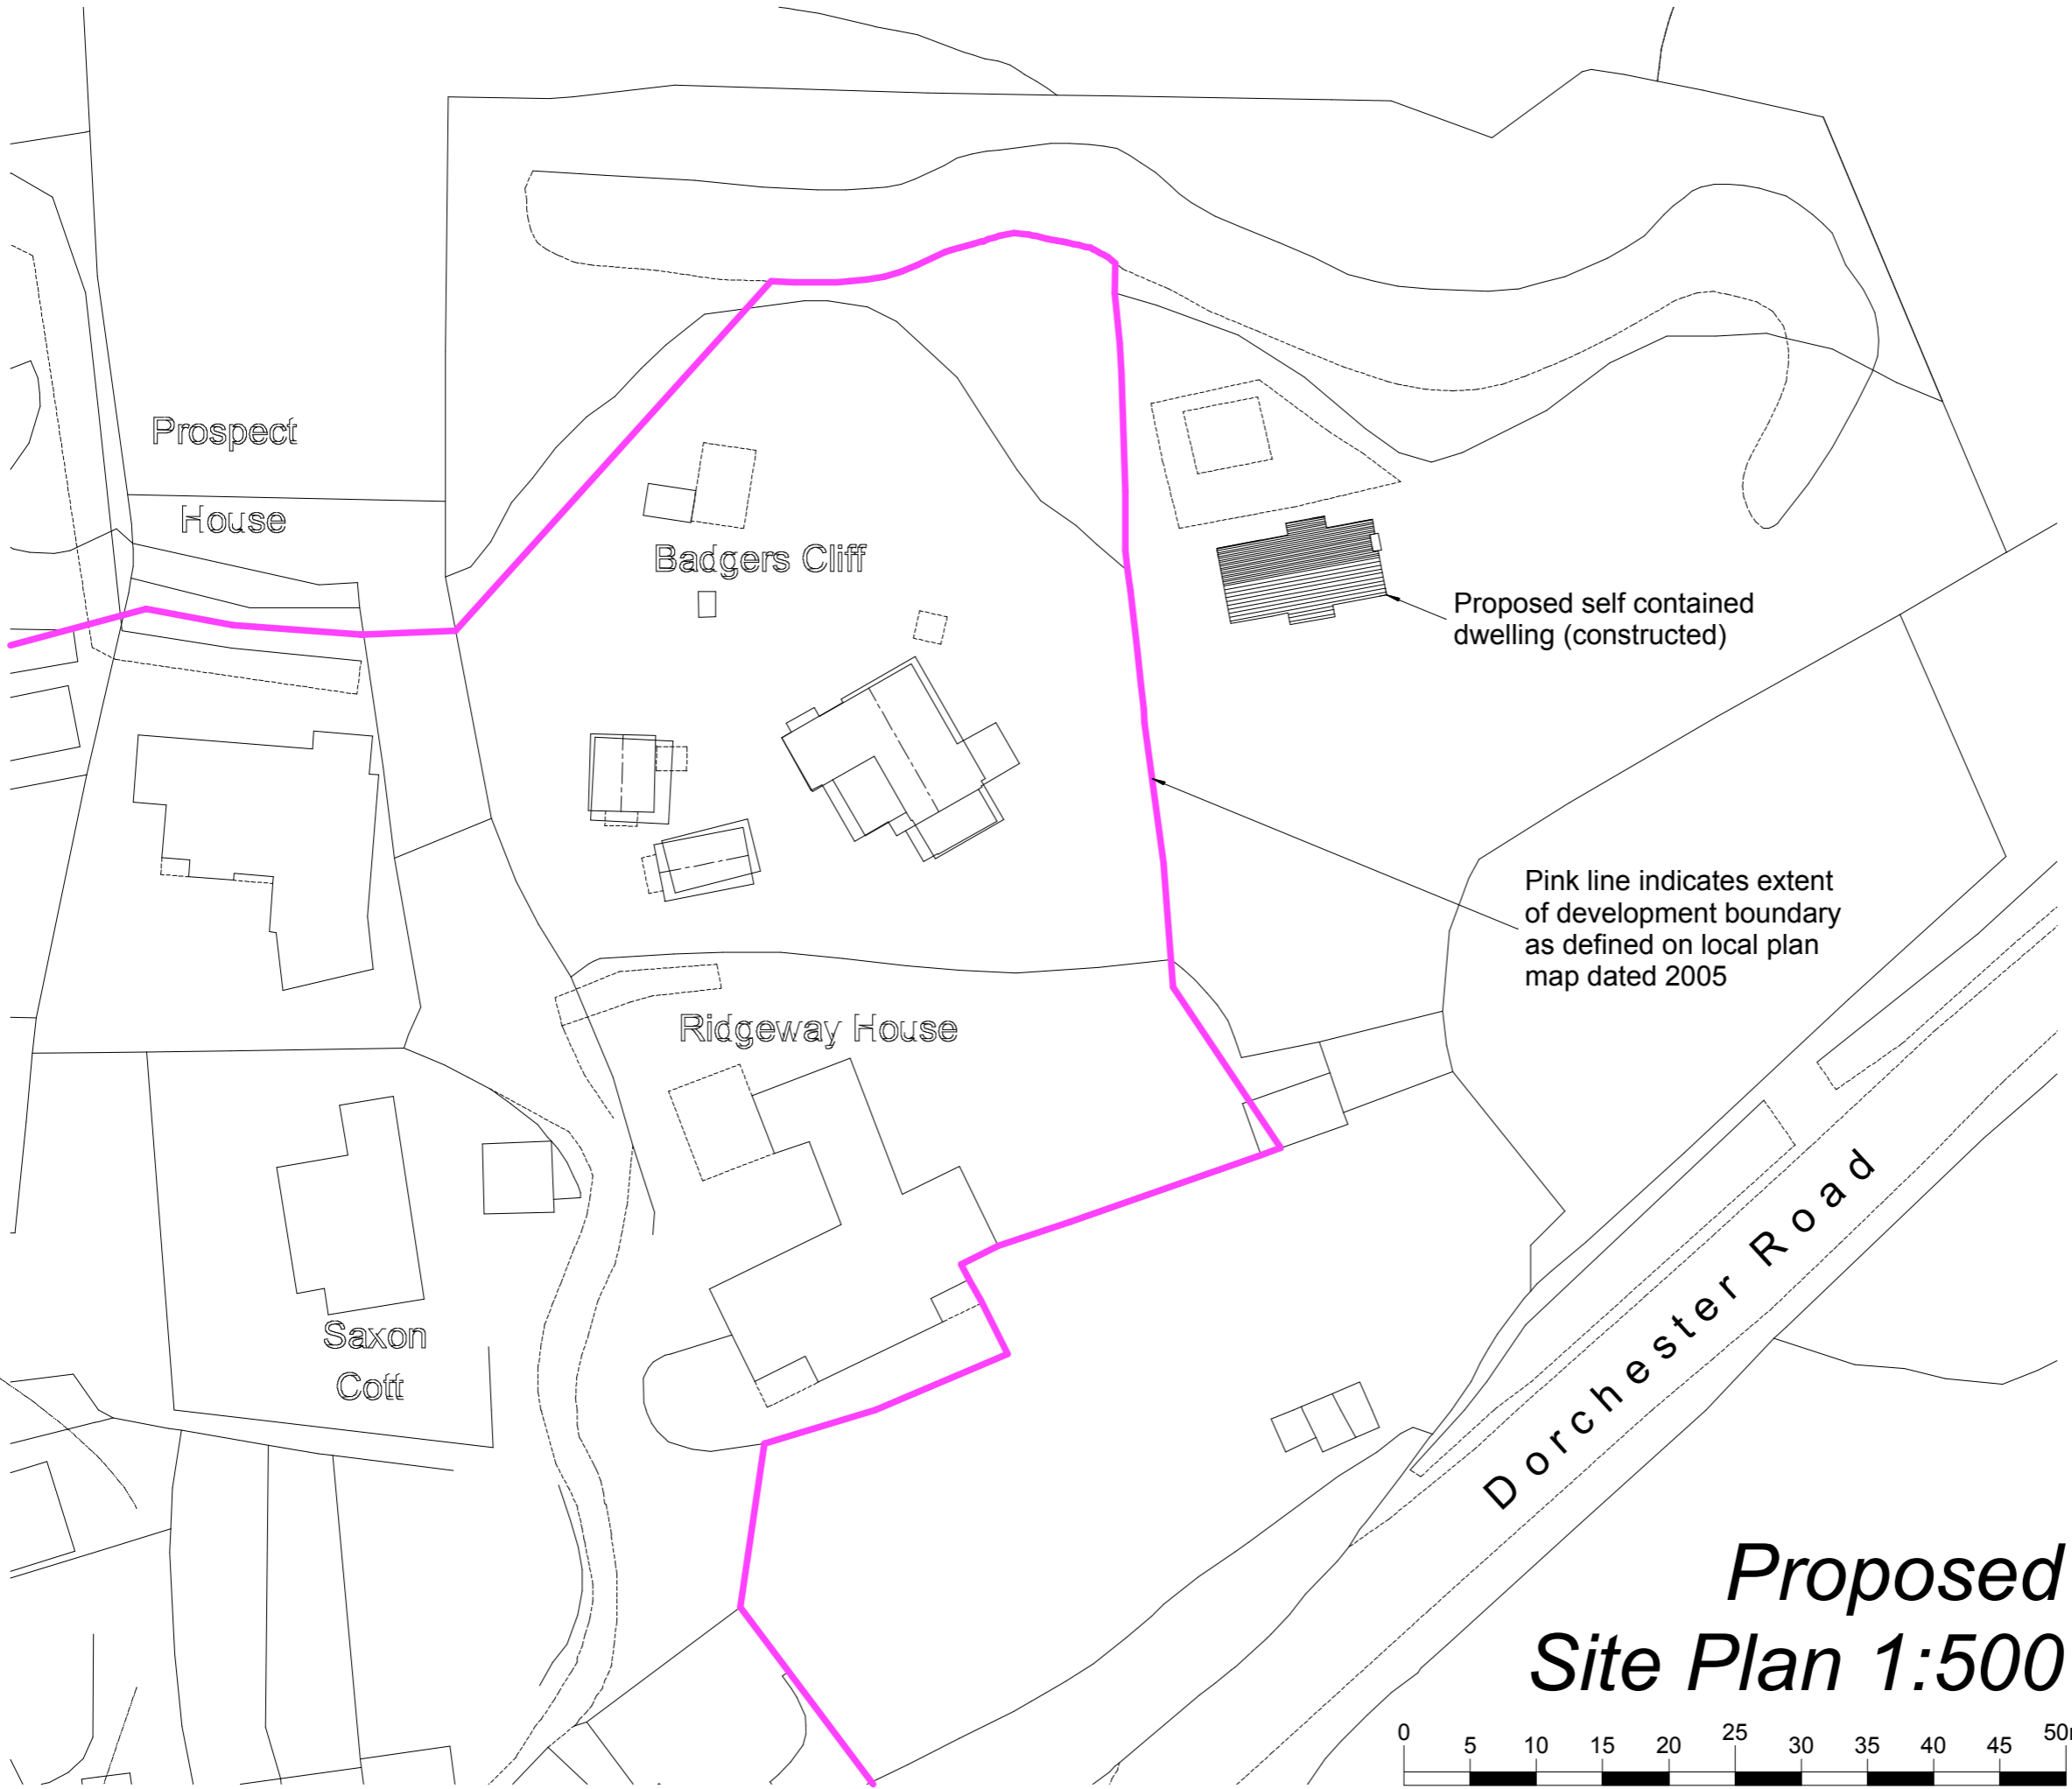 Prospect
House
Badgers Cliff
Proposed self contained
dwelling (constructed)
Pink line indicates extent
of development boundary
as defined on local plan
map dated 2005
Ridgeway House
Saxon
Cott
Dorchester Road
Proposed
Site Plan 1:500
0 5 10 15 20 25 30 35 40 45 50m